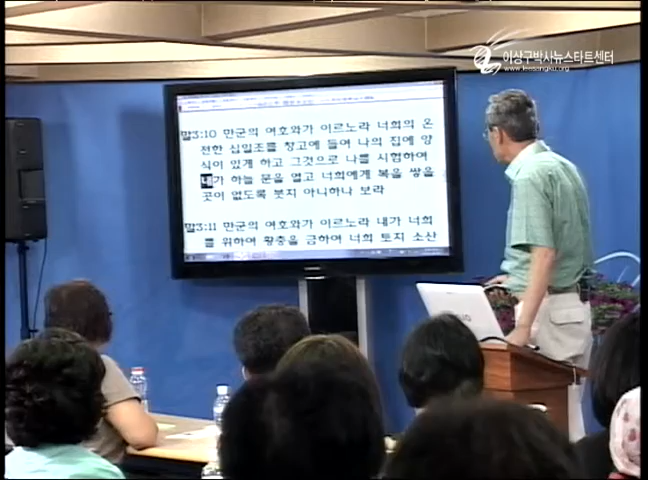 이상구박사뉴스타트센터
www.leesangku.org
말3:10 만군의 여호와가 이르노라 너희의 온
전한 십일조를 창고에 들여 나의 집에 양
식이 있게 하고 그것으로 나를 시험하여
내가 하늘 문을 열고 너희에게 복을 쌓을
곳이 없도록 붓지 아니하나 보라
말3:11 만군의 여호와가 이르노라 내가 너희
를 위하여 황충을 금하여 너희 토지 소산